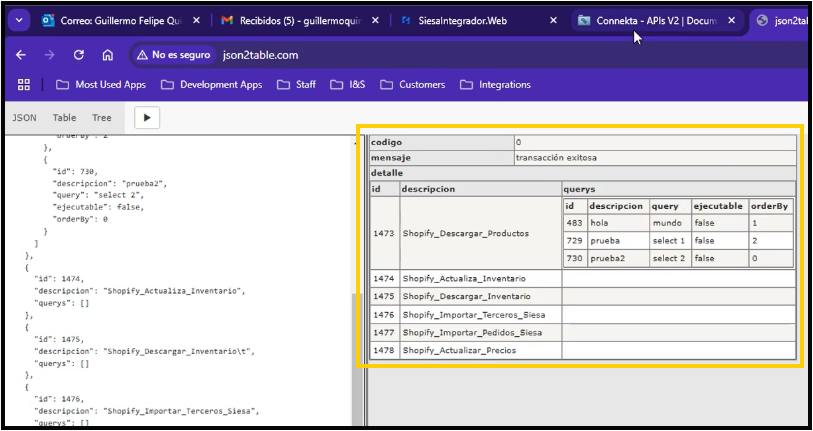 Correo: Guillermo Felipe Qui
Recibidos (5) - guillermoquir
SiesaIntegrador.Web
Connekta - APIs V2 | Docum
json2tabl
No es seguro json2table.com
Most Used Apps Development Apps Staff I&S Customers Integrations
JSON Table Tree
"orderBy": 2
},
{
"id": 730,
"descripcion": "prueba2",
"query": "select 2",
"ejecutable": false,
"orderBy": 0
}
]
},
{
"id": 1474,
"descripcion": "Shopify_Actualiza_Inventario",
"querys": []
},
{
"id": 1475,
"descripcion": "Shopify_Descargar_Inventario\t",
"querys": []
},
{
"id": 1476,
"descripcion": "Shopify_Importar_Terceros_Siesa",
"querys": []
codigo 0
mensaje transacción exitosa
detalle
id descripcion querys
id descripcion query ejecutable orderBy
483 hola mundo false 1
1473 Shopify_Descargar_Productos
729 prueba select 1 false 2
730 prueba2 select 2 false 0
1474 Shopify_Actualiza_Inventario
1475 Shopify_Descargar_Inventario
1476 Shopify_Importar_Terceros_Siesa
1477 Shopify_Importar_Pedidos_Siesa
1478 Shopify_Actualizar_Precios